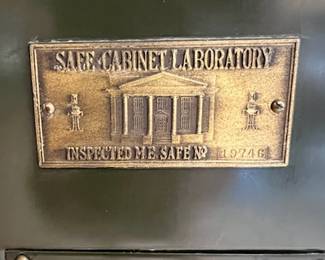 SAFE-CABINET LABORATORY
INSPECTED M.E. SAFE NO 19746